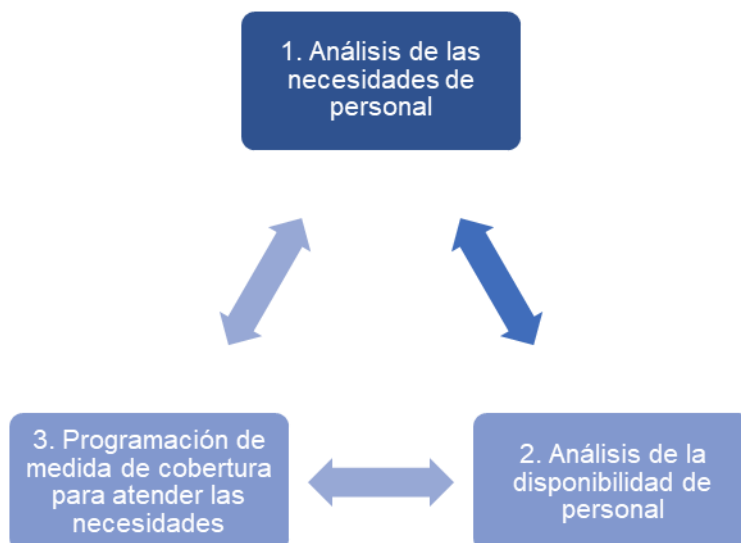 1. Análisis de las
necesidades de
personal
3. Programación de
medida de cobertura
para atender las
necesidades
2. Análisis de la
disponibilidad de
personal